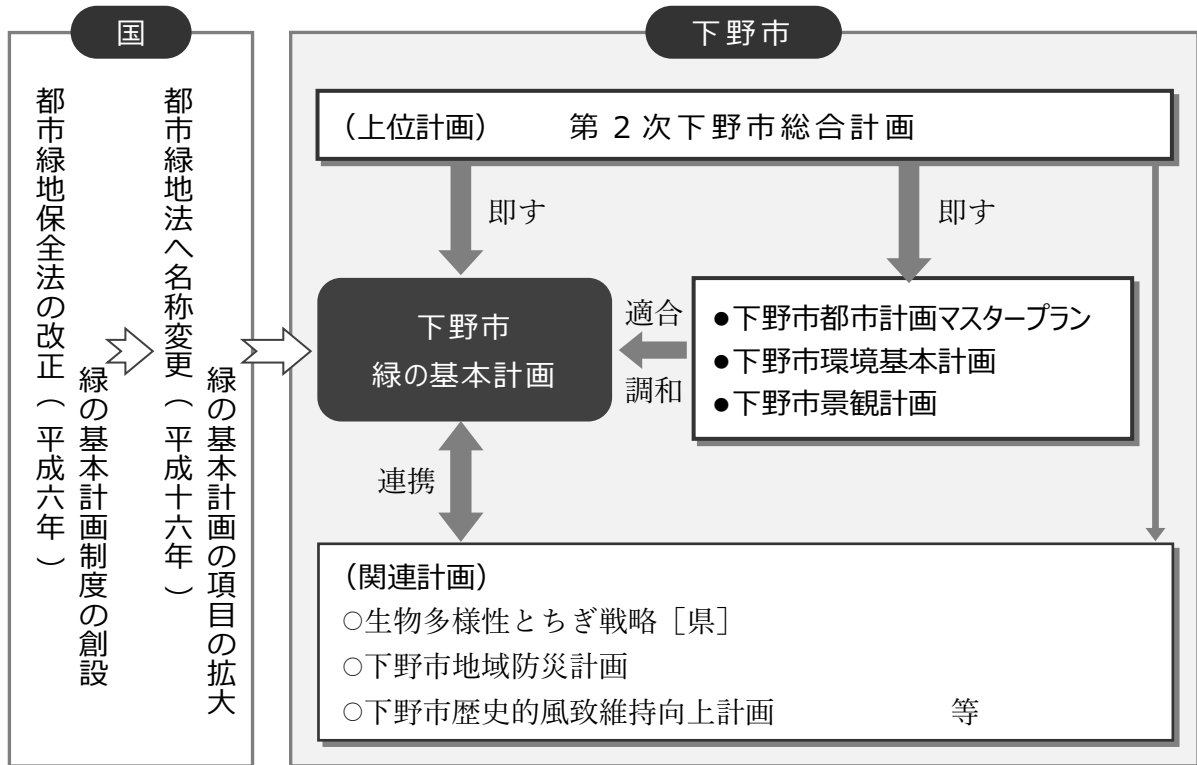 国
都市緑地保全法の改正（平成六年）
緑の基本計画制度の創設
都市緑地法へ名称変更（平成十六年）
緑の基本計画の項目の拡大
下野市
（上位計画） 第２次下野市総合計画
即す
即す
下野市
緑の基本計画
適合
調和
●下野市都市計画マスタープラン
●下野市環境基本計画
●下野市景観計画
連携
（関連計画）
○生物多様性とちぎ戦略［県］
○下野市地域防災計画
○下野市歴史的風致維持向上計画 等